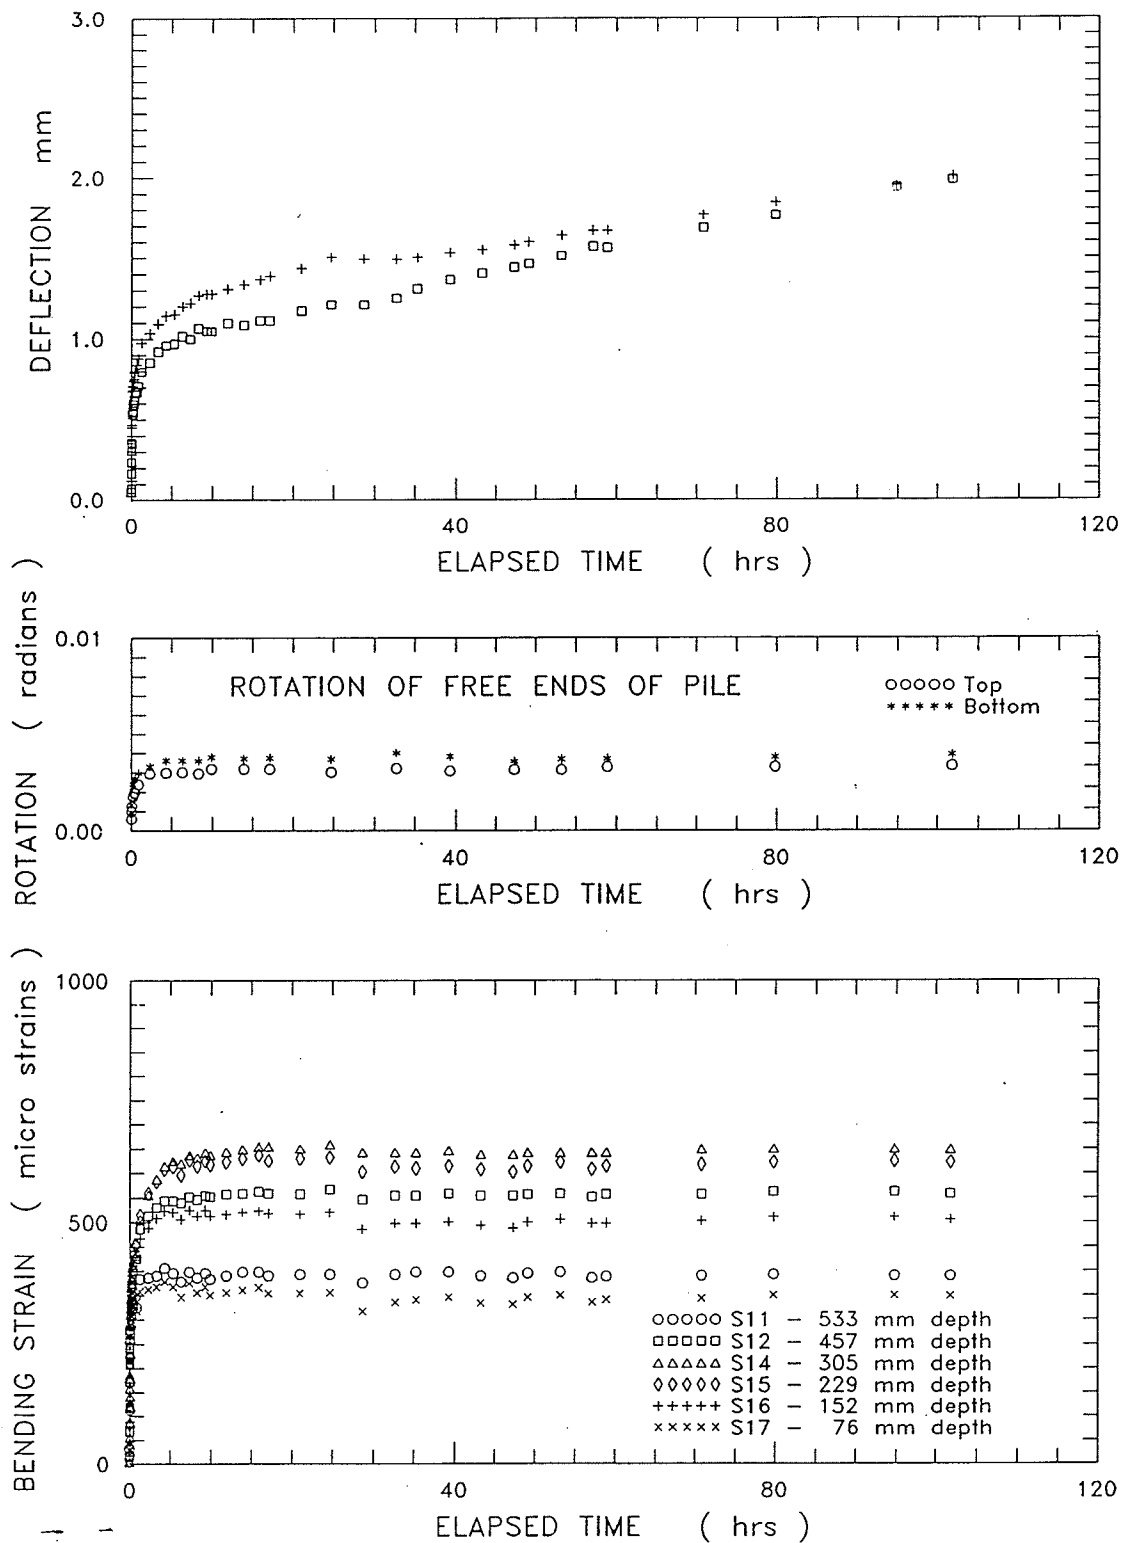 3.0
2.0
1.0
0.0
DEFLECTION mm
0 40 80 120
ELAPSED TIME ( hrs )
0.01
0.00
ROTATION ( radians )
ROTATION OF FREE ENDS OF PILE
Top
Bottom
0 40 80 120
ELAPSED TIME ( hrs )
1000
500
0
BENDING STRAIN ( micro strains )
S11 - 533 mm depth
S12 - 457 mm depth
S14 - 305 mm depth
S15 - 229 mm depth
S16 - 152 mm depth
S17 - 76 mm depth
0 40 80 120
ELAPSED TIME ( hrs )